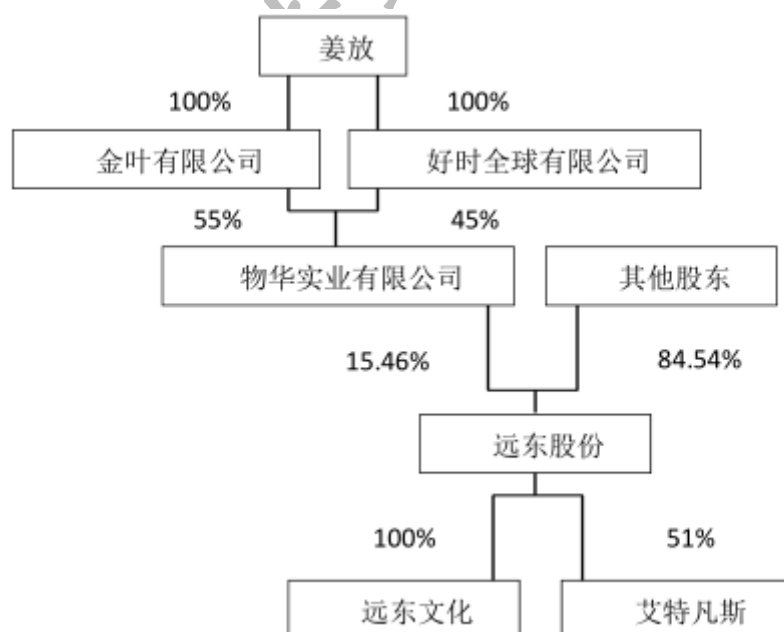 姜放
100% 100%
金叶有限公司 好时全球有限公司
55% 45%
物华实业有限公司 其他股东
15.46% 84.54%
远东股份
100% 51%
远东文化 艾特凡斯